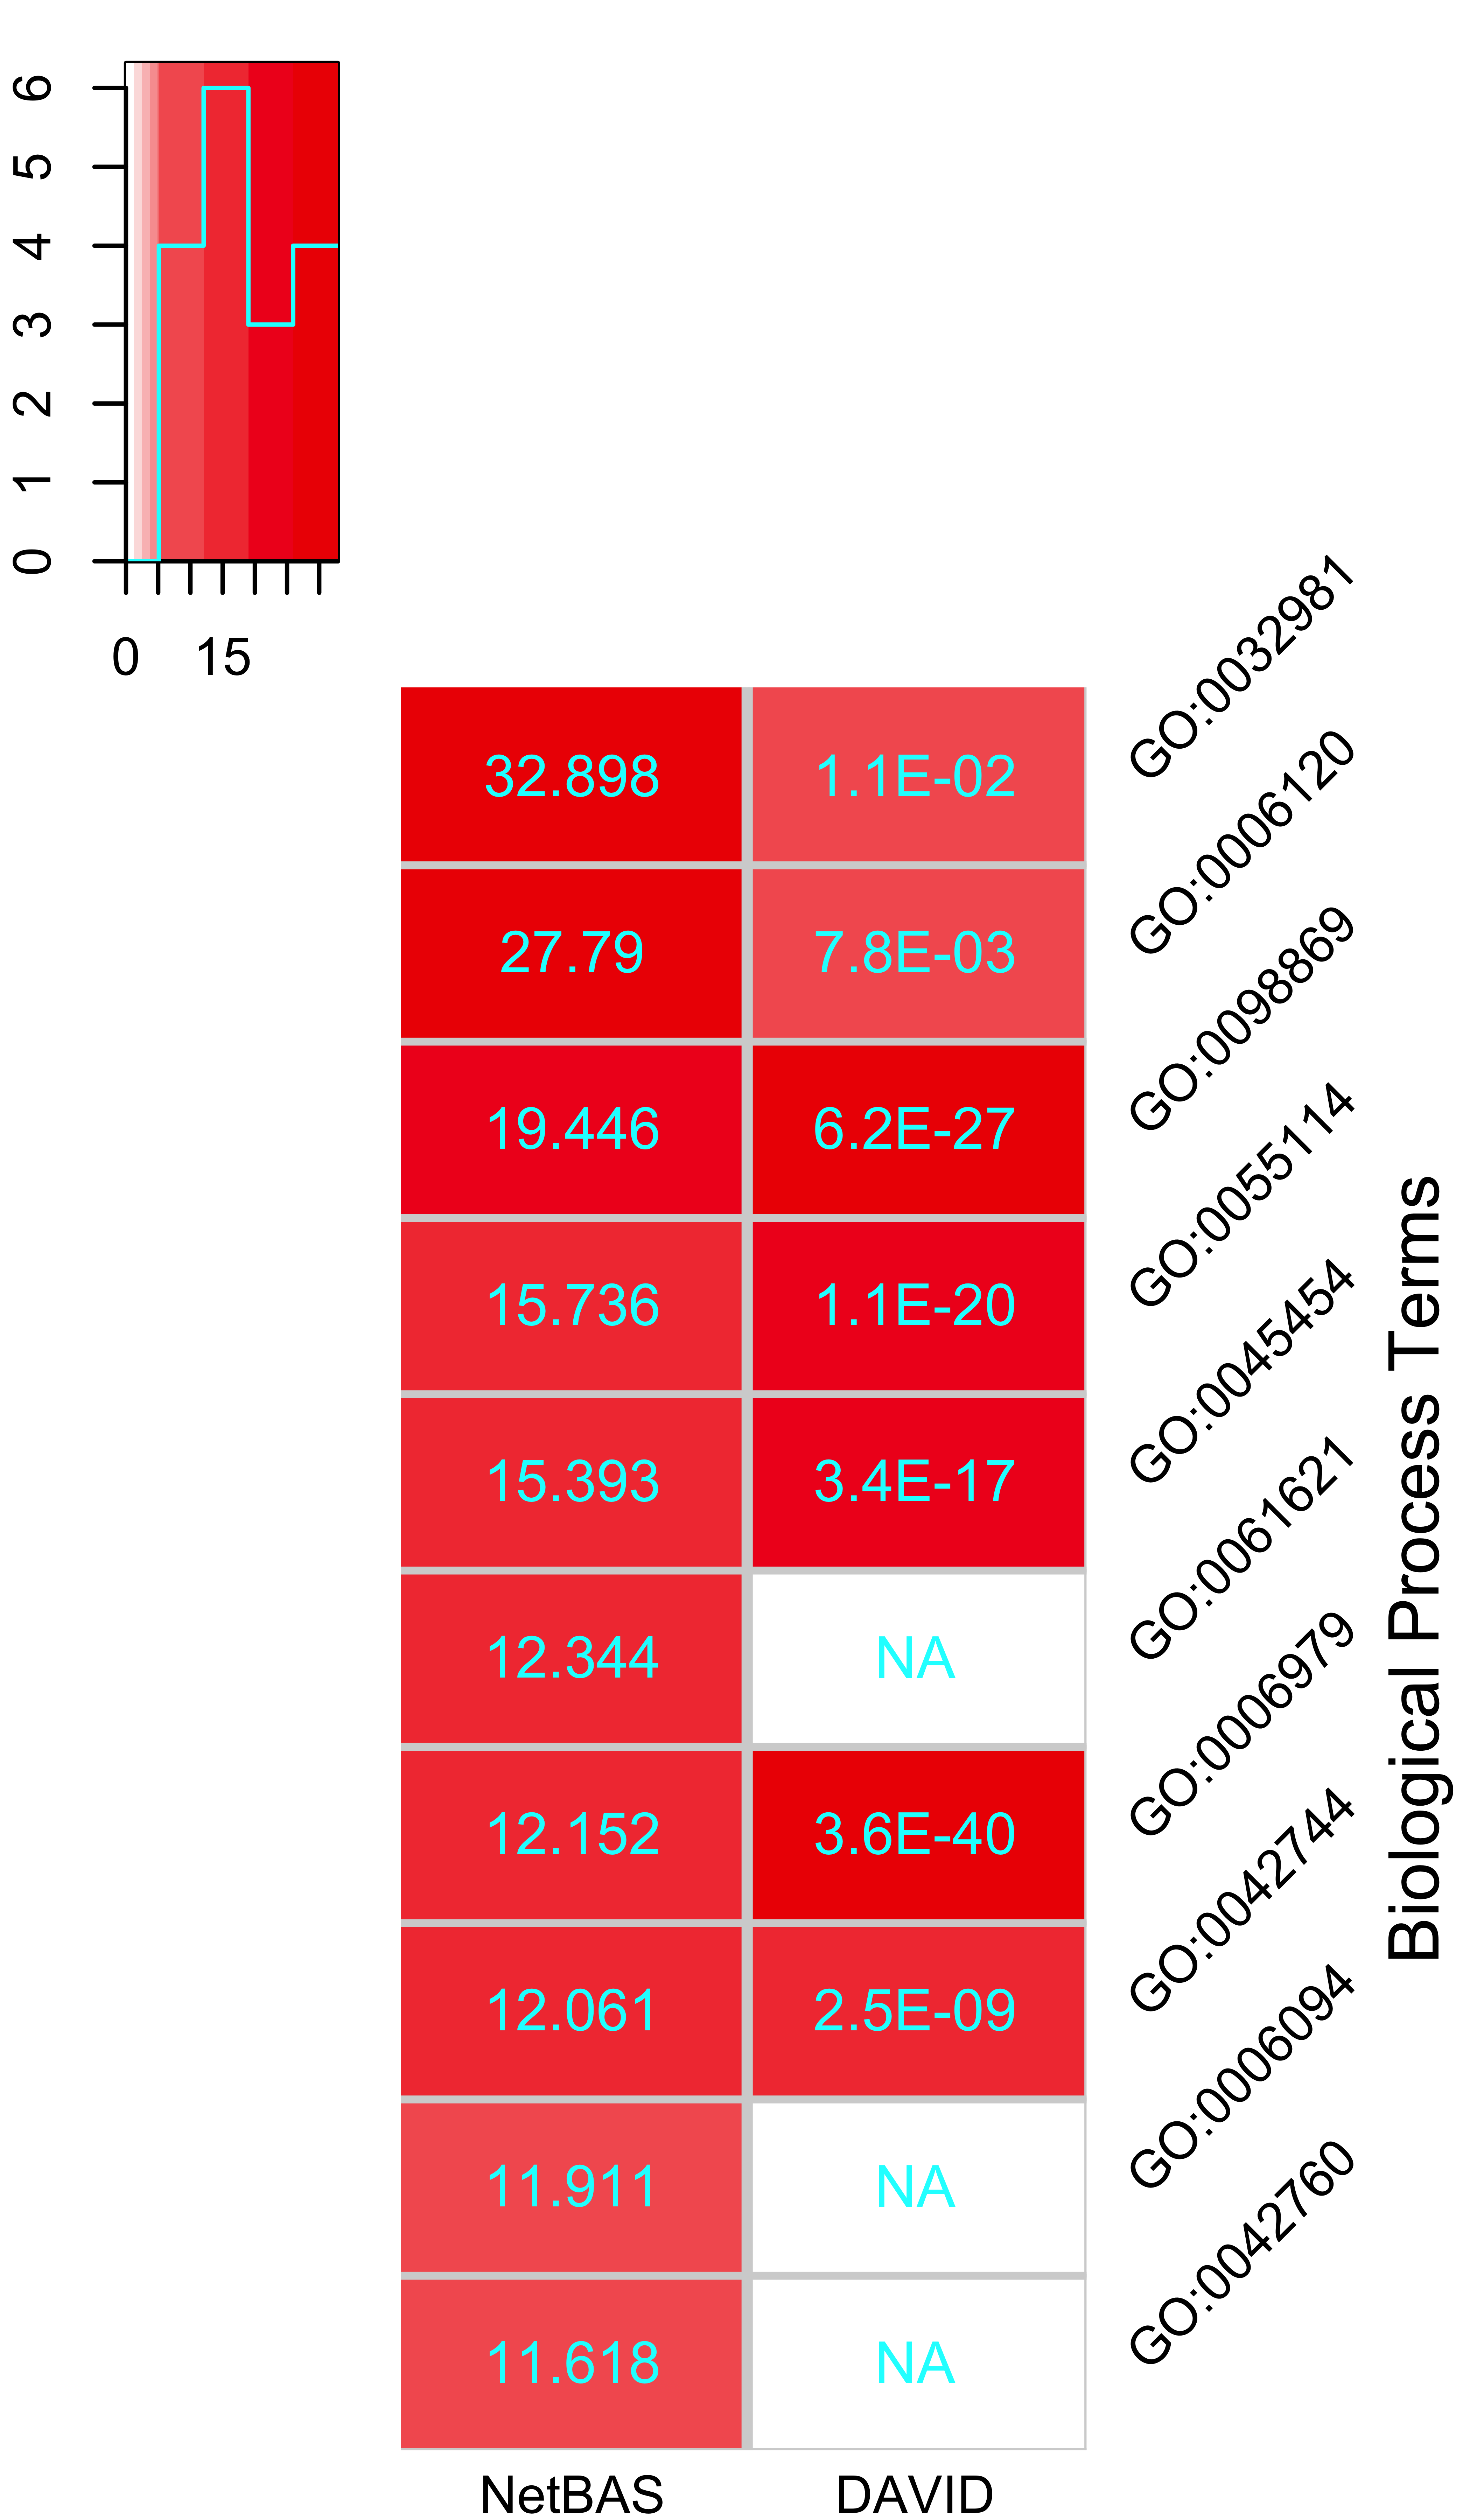 6
5
4
3
2
1
0
0 15
32.898 1.1E-02 GO:0032981
27.79 7.8E-03 GO:0006120
19.446 6.2E-27 GO:0098869
15.736 1.1E-20 GO:0055114
15.393 3.4E-17 GO:0045454
12.344 NA GO:0061621
12.152 3.6E-40 GO:0006979
12.061 2.5E-09 GO:0042744
11.911 NA GO:0006094
11.618 NA GO:0042760
NetBAS DAVID
Biological Process Terms